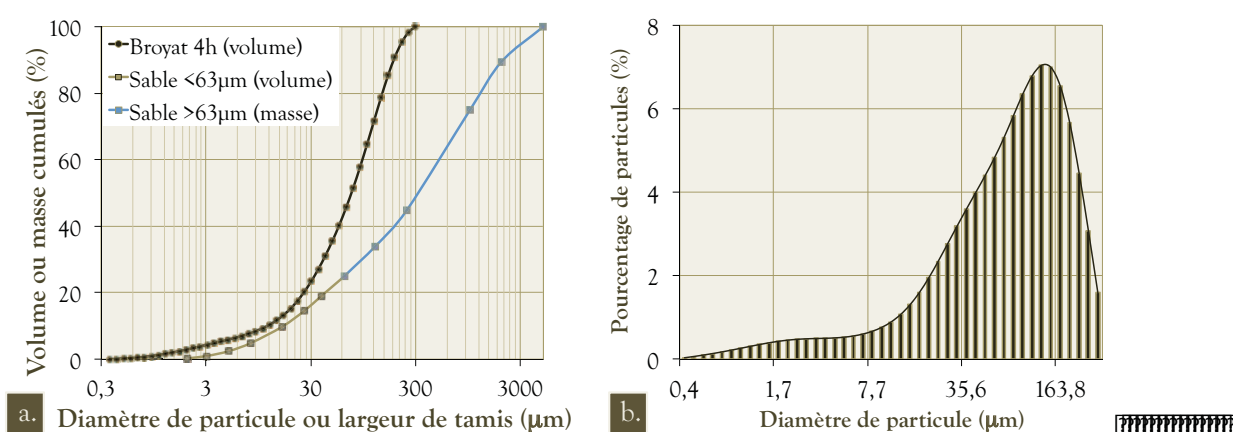 Volume ou masse cumulés (%)
100
80
60
40
20
0
Broyat 4h (volume)
Sable <63µm (volume)
Sable >63µm (masse)
0,3
3
30
300
3000
a.
Diamètre de particule ou largeur de tamis (µm)
Pourcentage de particules (%)
8
6
4
2
0
0,4
1,7
7,7
35,6
163,8
b.
Diamètre de particule (µm)